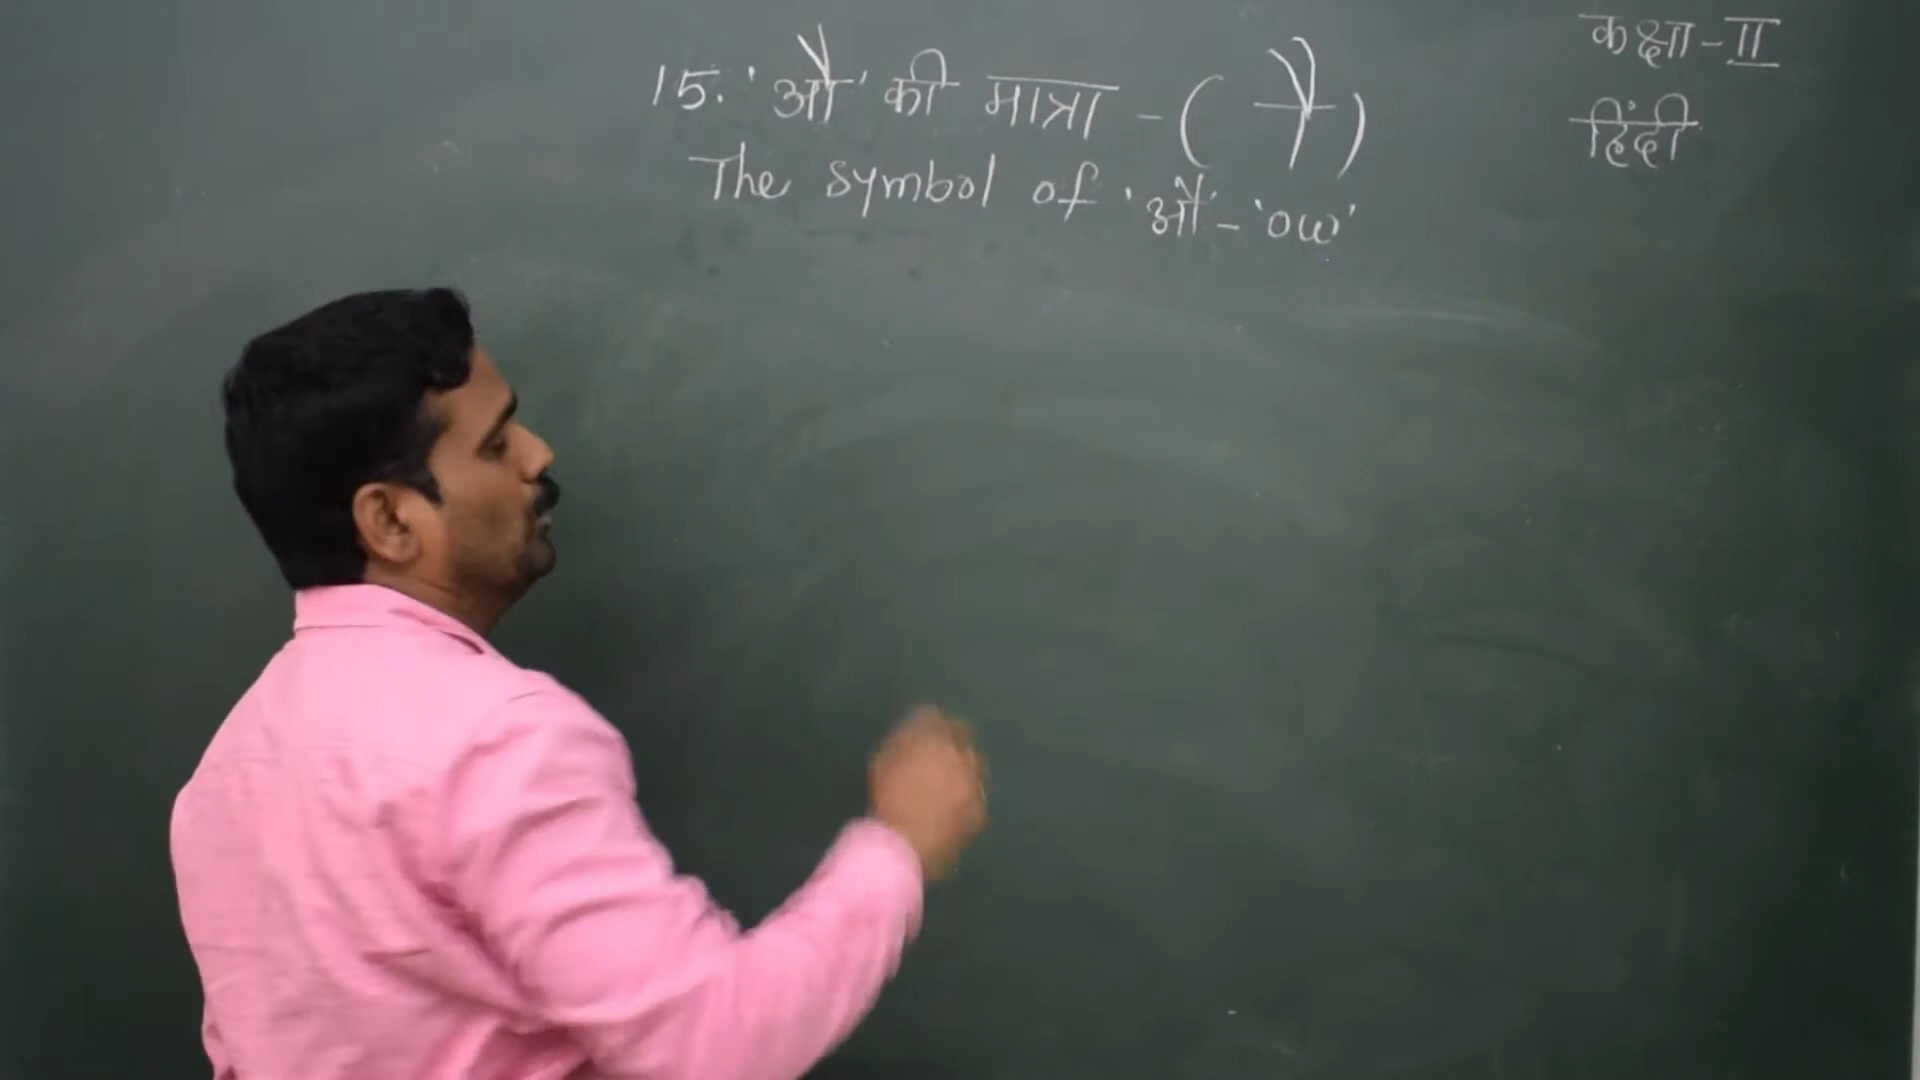 15. 'औ' की मात्रा - ( ौ )
The symbol of 'औ' - 'ow'
कक्षा - II
हिंदी